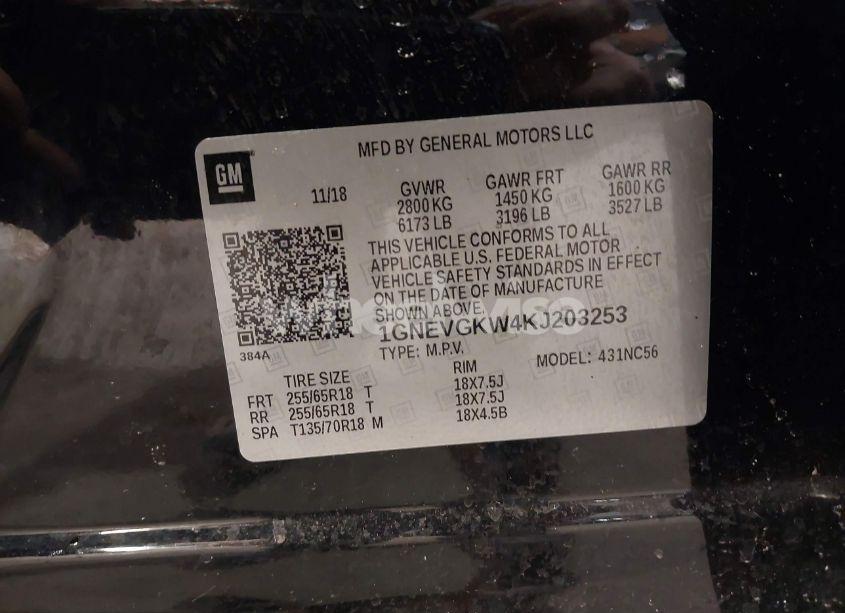 MFD BY GENERAL MOTORS LLC
GM
11/18
GVWR GAWR FRT GAWR RR
2800 KG 1450 KG 1600 KG
6173 LB 3196 LB 3527 LB
THIS VEHICLE CONFORMS TO ALL
APPLICABLE U.S. FEDERAL MOTOR
VEHICLE SAFETY STANDARDS IN EFFECT
ON THE DATE OF MANUFACTURE
SHOWN ABOVE.
1GNEVGKW4KJ203253
384A
TYPE: M.P.V. MODEL: 431NC56
TIRE SIZE RIM
FRT 255/65R18 T 18X7.5J
RR 255/65R18 T 18X7.5J
SPA T135/70R18 M 18X4.5B